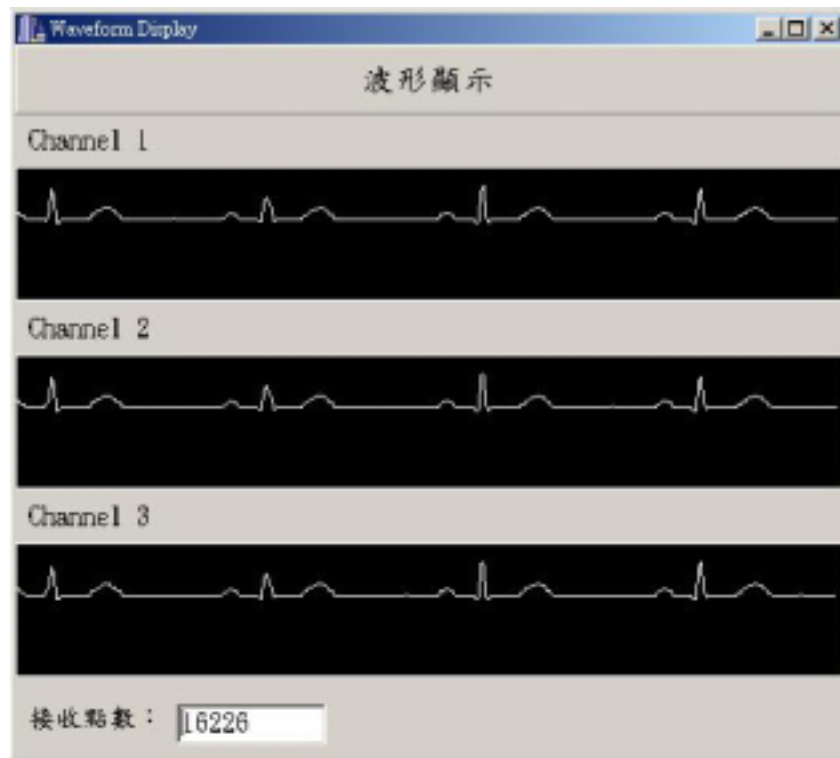 Waveform Display
波形顯示
Channel 1
Channel 2
Channel 3
接收點數：
16226